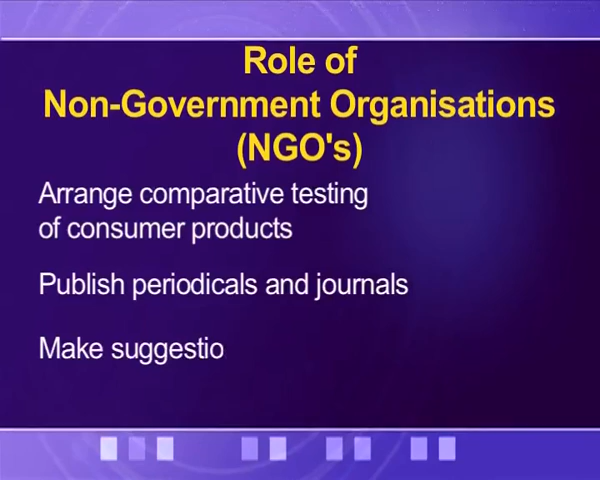 Role of
Non-Government Organisations
(NGO's)
Arrange comparative testing
of consumer products
Publish periodicals and journals
Make suggestio